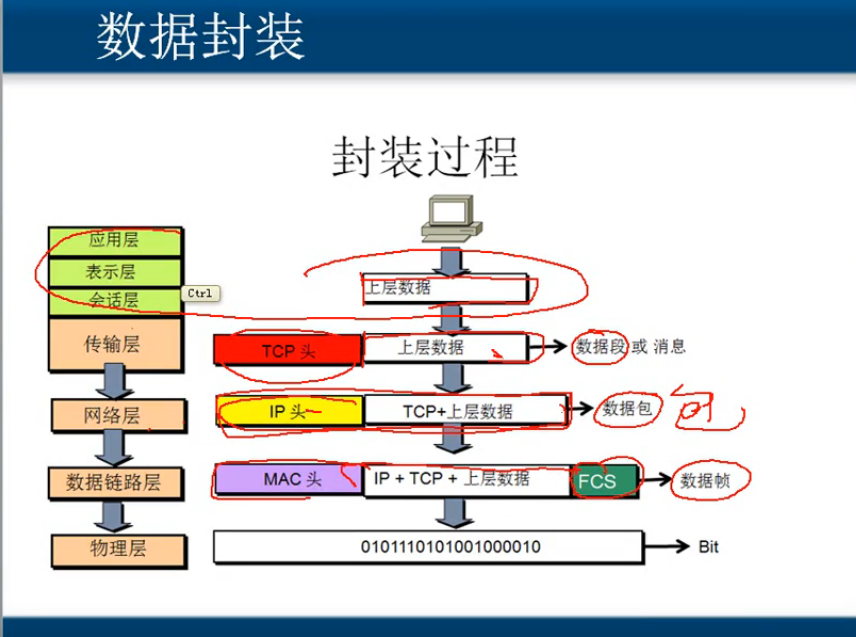 数据封装
封装过程
应用层
表示层
会话层
Ctrl
上层数据
传输层
TCP 头
上层数据
数据段 或 消息
网络层
IP 头
TCP+上层数据
数据包
包
数据链路层
MAC 头
IP + TCP + 上层数据
FCS
数据帧
物理层
0101110101001000010
Bit